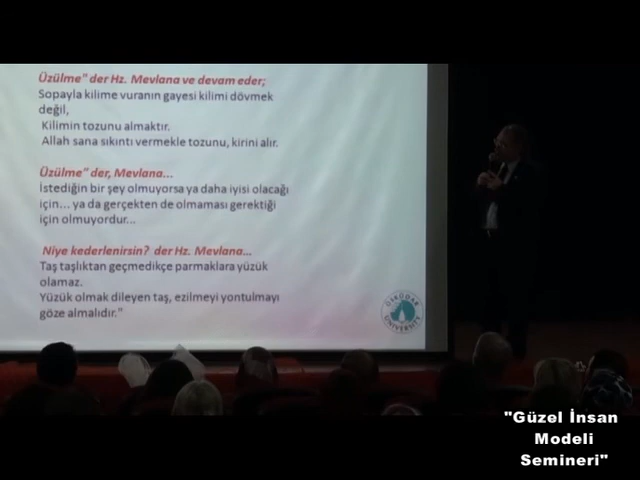 Üzülme" der Hz. Mevlana ve devam eder;
Sopayla kilime vuranın gayesi kilimi dövmek
değil,
Kilimin tozunu almaktır.
Allah sana sıkıntı vermekle tozunu, kirini alır.
Üzülme" der, Mevlana...
İstediğin bir şey olmuyorsa ya daha iyisi olacağı
için... ya da gerçekten de olmaması gerektiği
için olmuyordur...
Niye kederlenirsin? der Hz. Mevlana...
Taş taşlıktan geçmedikçe parmaklara yüzük
olamaz.
Yüzük olmak dileyen taş, ezilmeyi yontulmayı
göze almalıdır."
ÜSKÜDAR
UNIVERSITY
"Güzel İnsan
Modeli
Semineri"